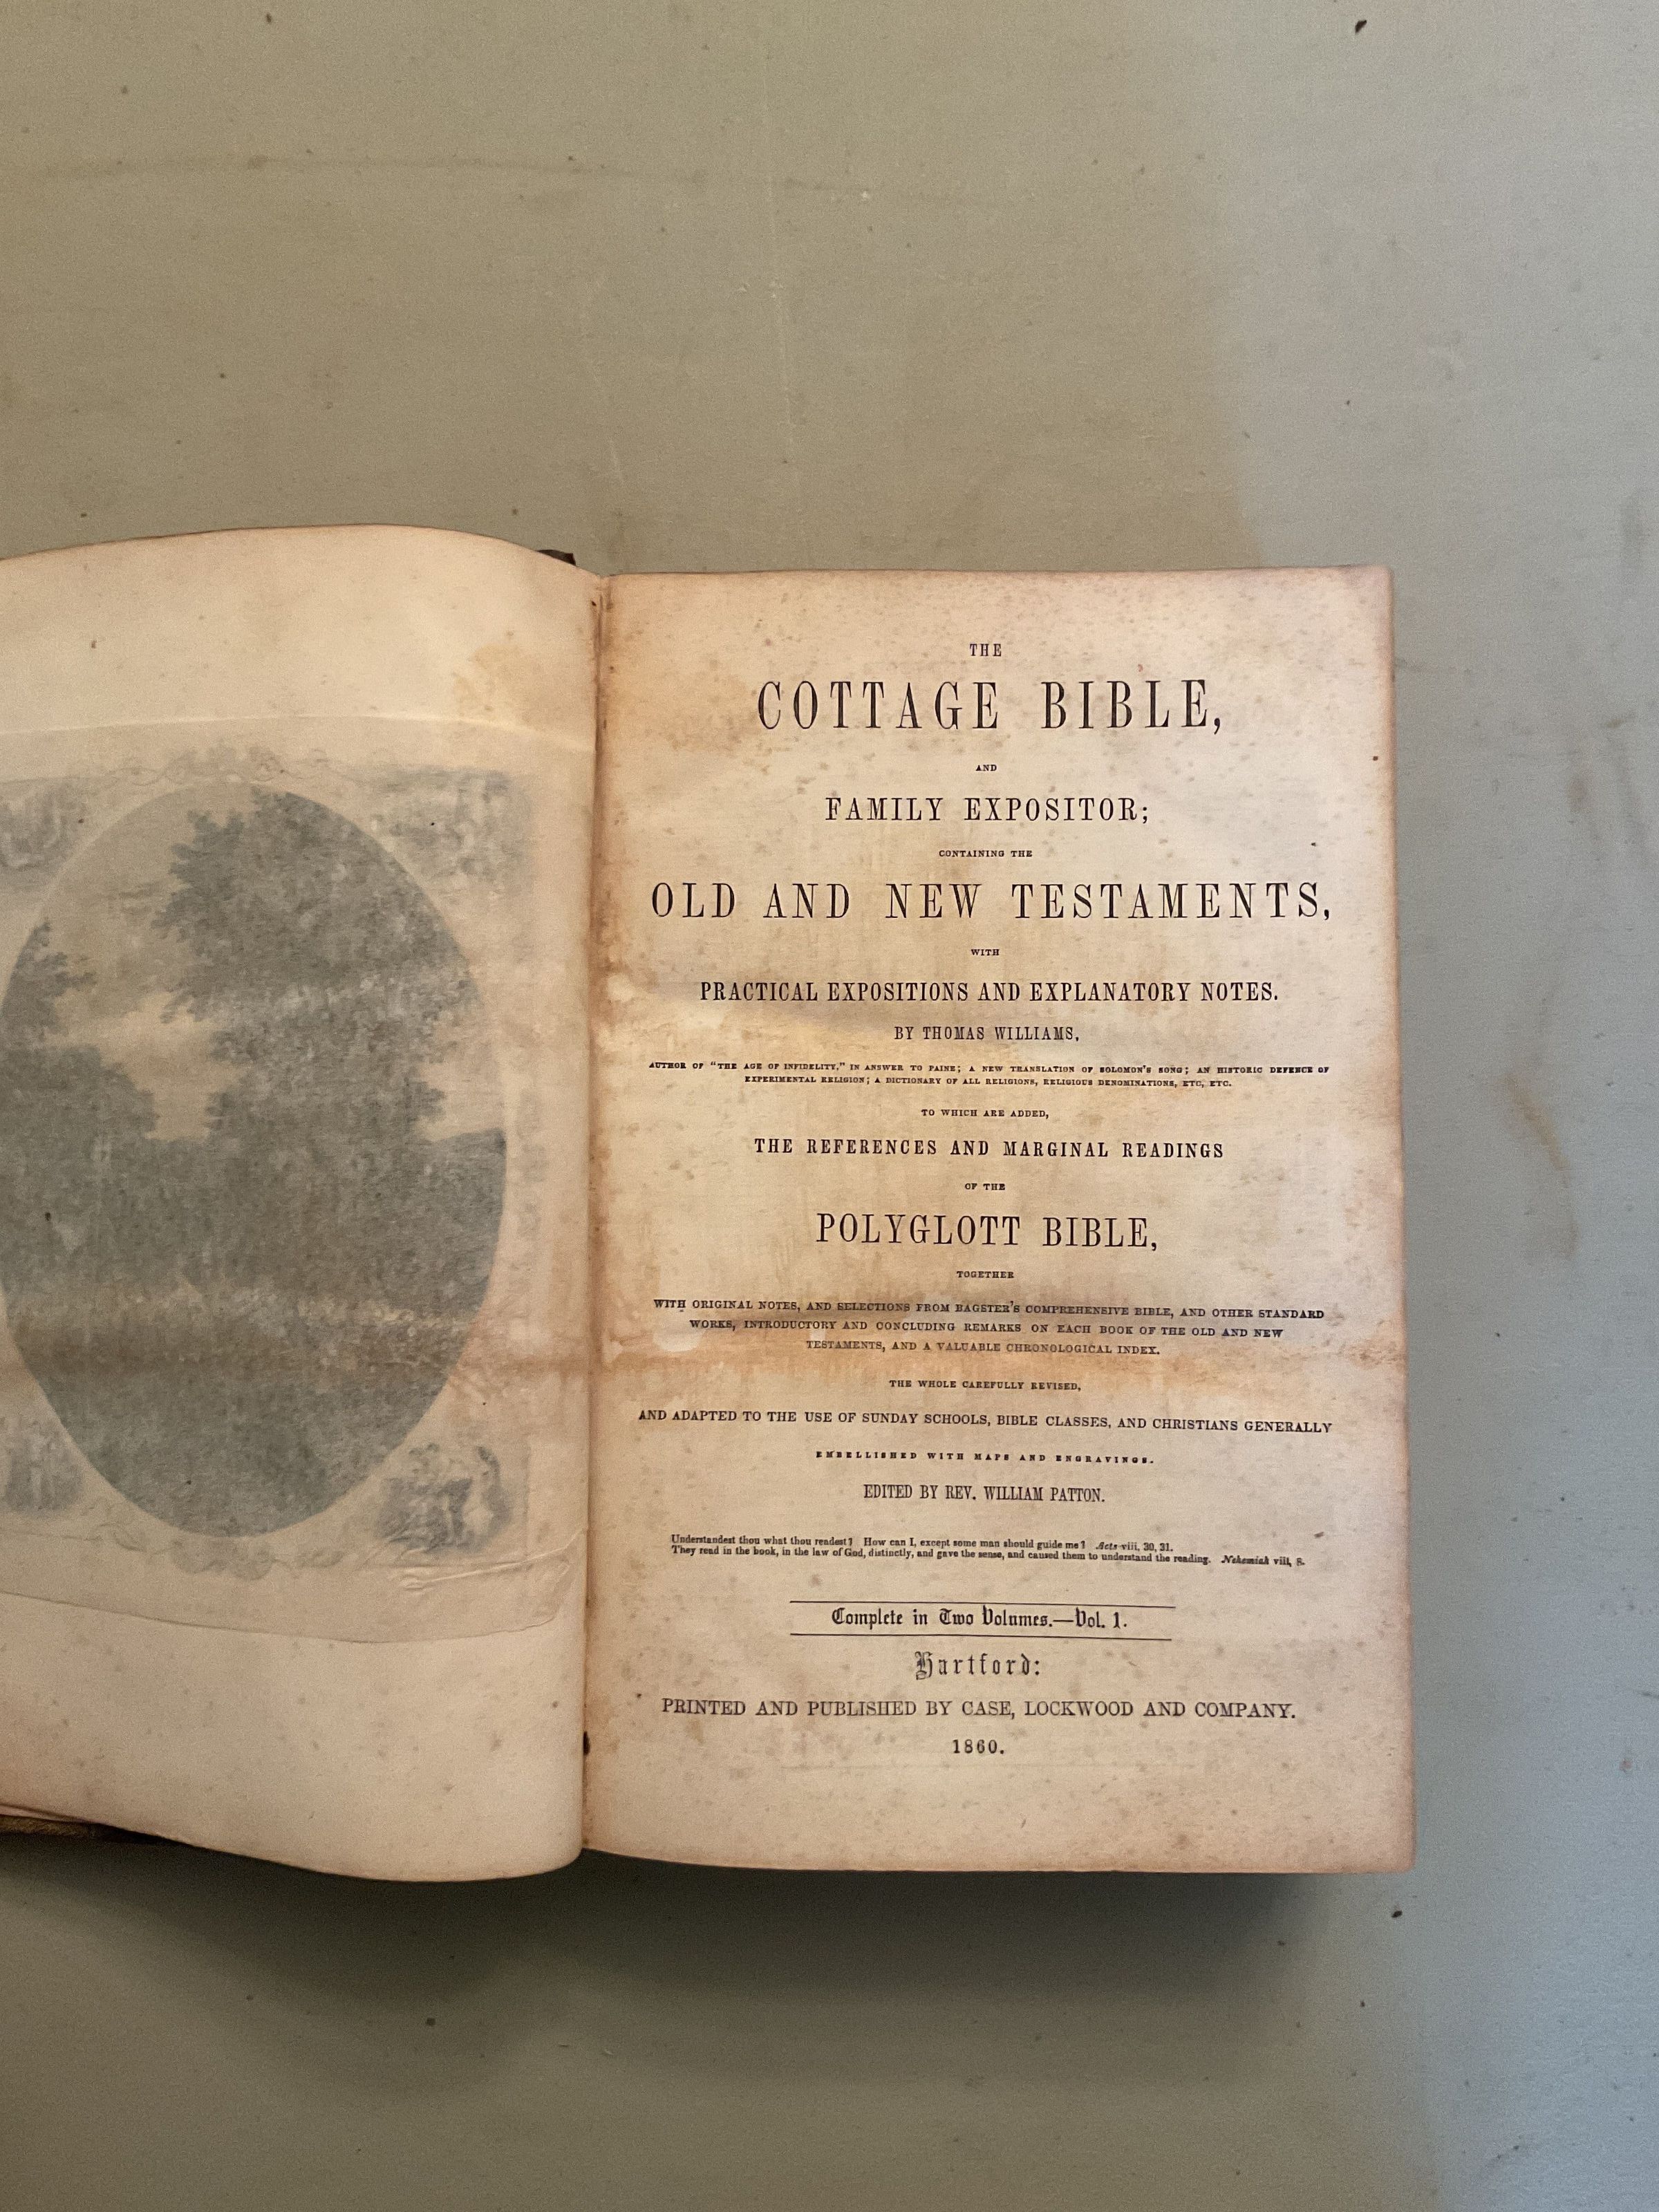 THE
COTTAGE BIBLE,
AND
FAMILY EXPOSITOR;
CONTAINING THE
OLD AND NEW TESTAMENTS,
WITH
PRACTICAL EXPOSITIONS AND EXPLANATORY NOTES.
BY THOMAS WILLIAMS,
AUTHOR OF "THE AGE OF INFIDELITY," IN ANSWER TO PAINE; A NEW TRANSLATION OF SOLOMON'S SONG; AN HISTORIC DEFENCE OF
EXPERIMENTAL RELIGION; A DICTIONARY OF ALL RELIGIONS, RELIGIOUS DENOMINATIONS, ETC, ETC.
TO WHICH ARE ADDED,
THE REFERENCES AND MARGINAL READINGS
OF THE
POLYGLOTT BIBLE,
TOGETHER
WITH ORIGINAL NOTES, AND SELECTIONS FROM BAGSTER'S COMPREHENSIVE BIBLE, AND OTHER STANDARD
WORKS, INTRODUCTORY AND CONCLUDING REMARKS ON EACH BOOK OF THE OLD AND NEW
TESTAMENTS, AND A VALUABLE CHRONOLOGICAL INDEX.
THE WHOLE CAREFULLY REVISED,
AND ADAPTED TO THE USE OF SUNDAY SCHOOLS, BIBLE CLASSES, AND CHRISTIANS GENERALLY
EMBELLISHED WITH MAPS AND ENGRAVINGS.
EDITED BY REV. WILLIAM PATTON.
Understandest thou what thou readest? How can I, except some man should guide me? Acts viii, 30, 31.
They read in the book, in the law of God, distinctly, and gave the sense, and caused them to understand the reading. Nehemiah viii, 8.
Complete in Two Volumes.—Vol. 1.
Hartford:
PRINTED AND PUBLISHED BY CASE, LOCKWOOD AND COMPANY.
1860.